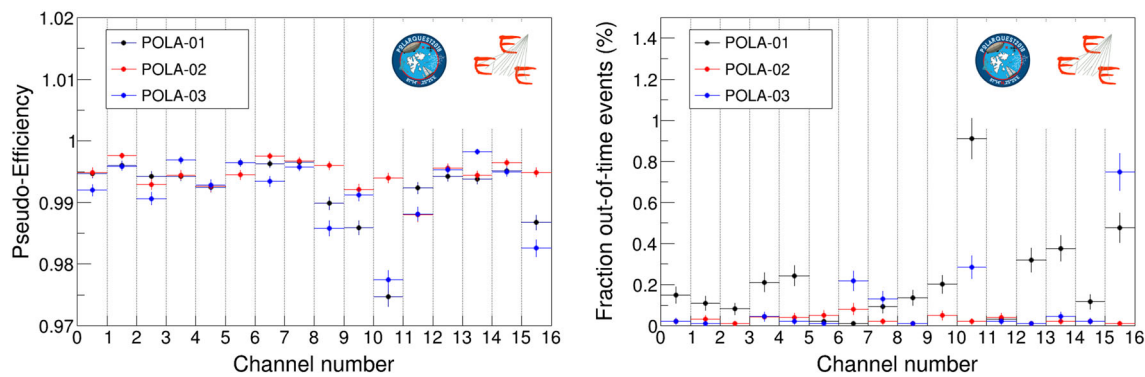 Pseudo-Efficiency
1.02
1.01
1
0.99
0.98
0.97
POLA-01
POLA-02
POLA-03
POLARQUEST2018
E E E
0 1 2 3 4 5 6 7 8 9 10 11 12 13 14 15 16
Channel number
Fraction out-of-time events (%)
1.4
1.2
1
0.8
0.6
0.4
0.2
0
POLA-01
POLA-02
POLA-03
POLARQUEST2018
E E E
0 1 2 3 4 5 6 7 8 9 10 11 12 13 14 15 16
Channel number